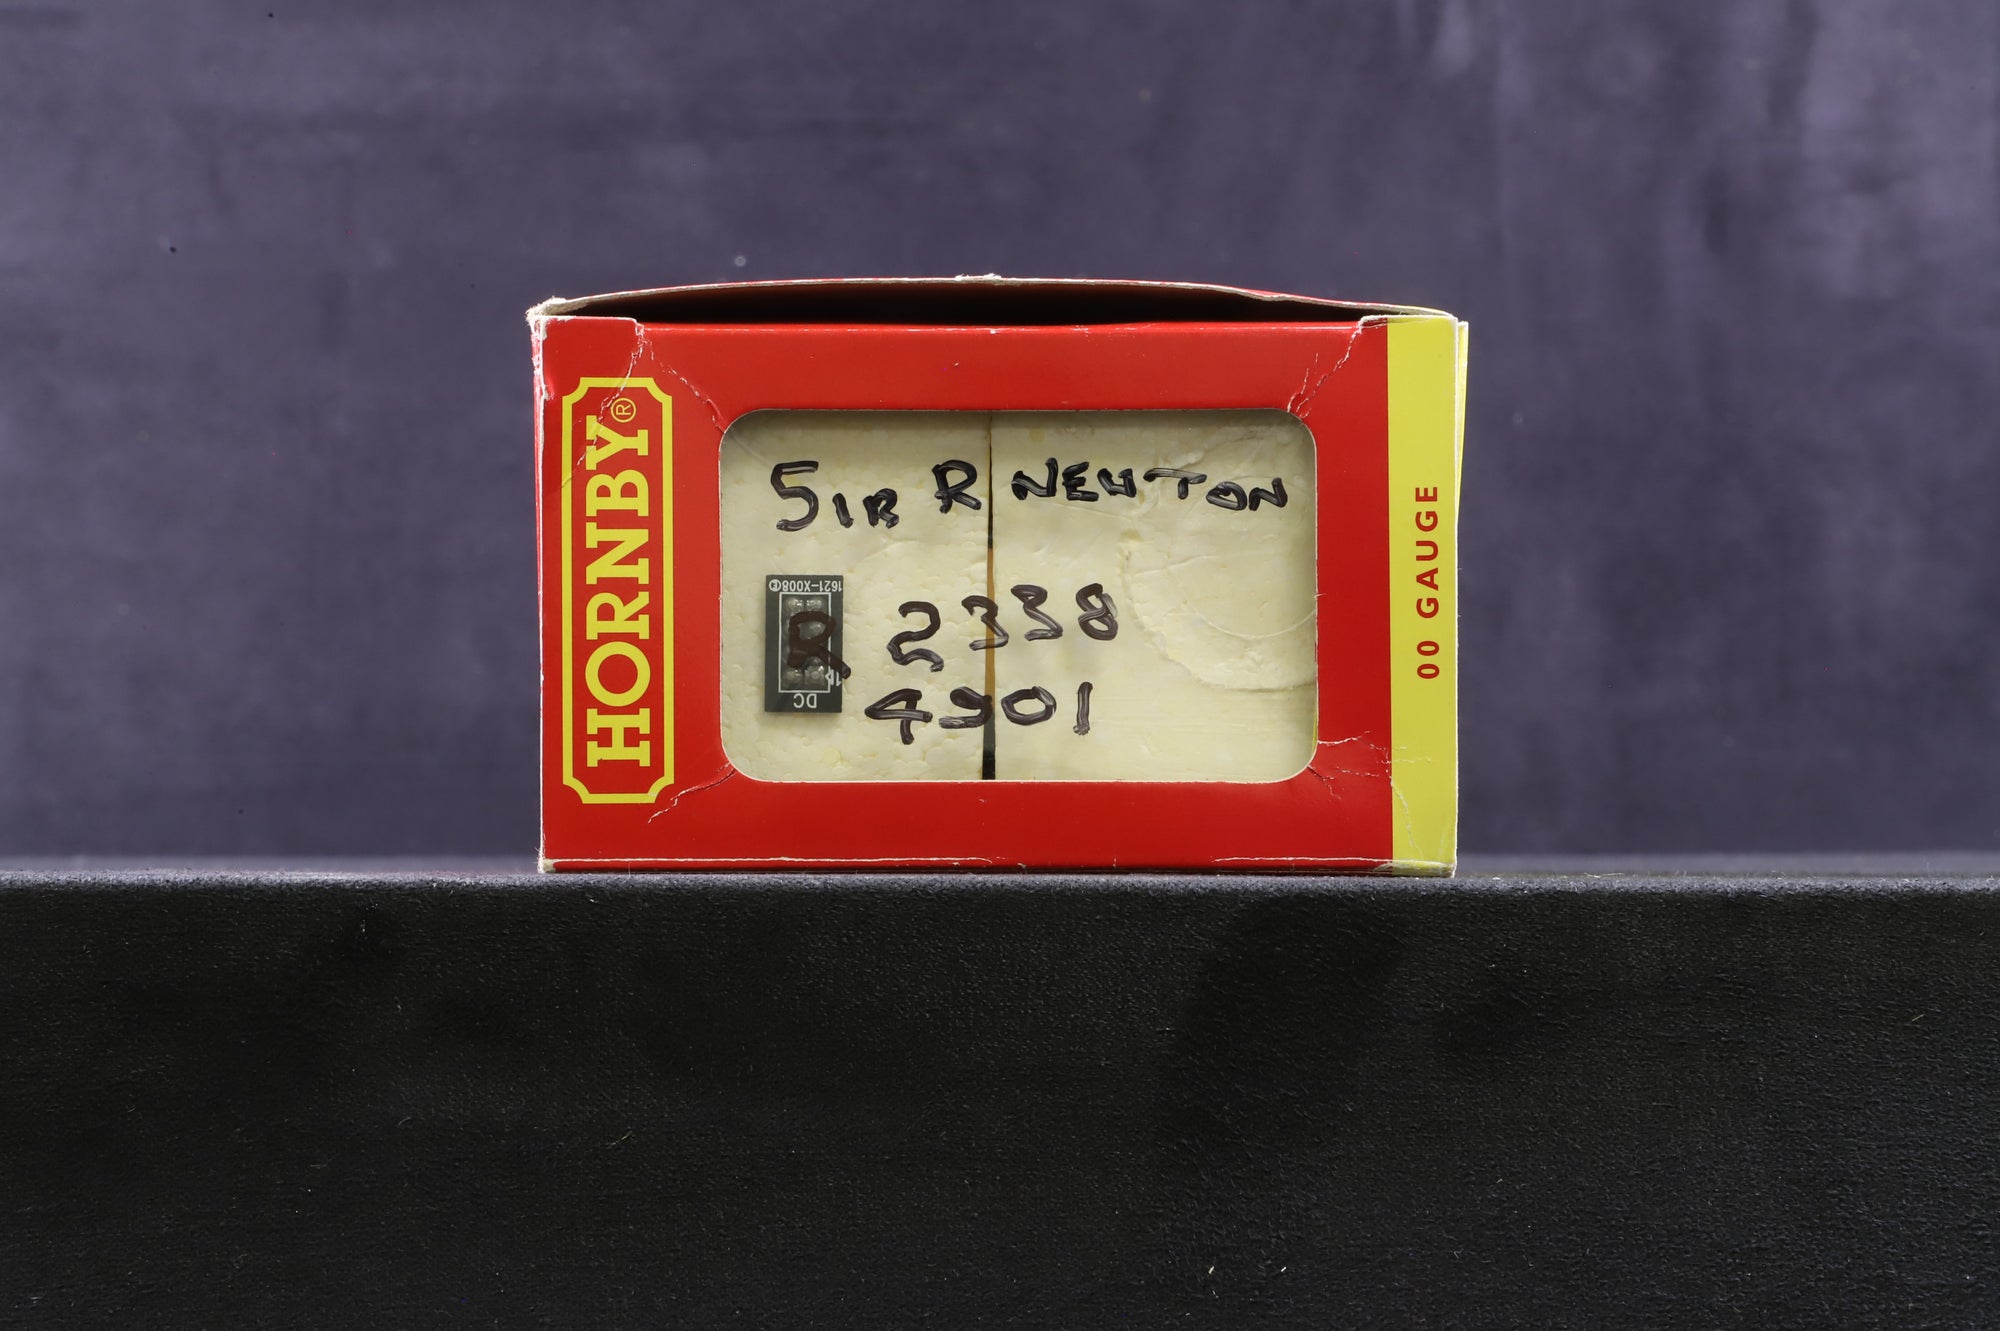 HORNBY®
SIR R NEWTON
R 2338
4901
1621-X008
DC
00 GAUGE